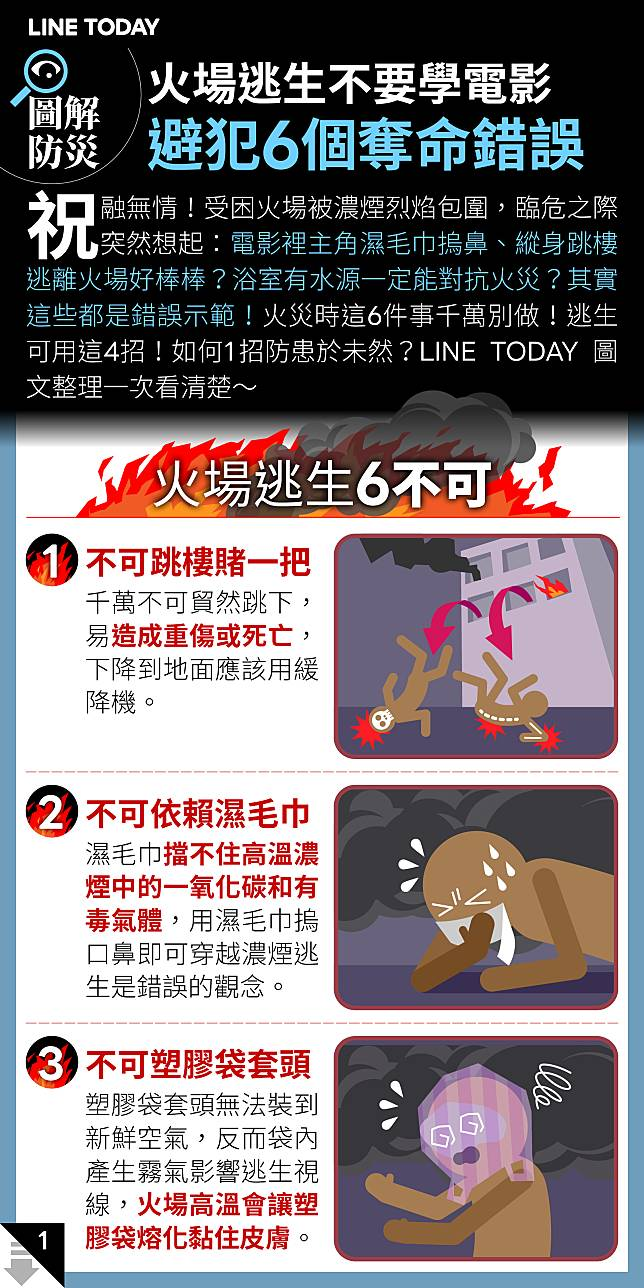 LINE TODAY
圖解
防災
火場逃生不要學電影
避犯6個奪命錯誤
祝融無情！受困火場被濃煙烈焰包圍，臨危之際
突然想起：電影裡主角濕毛巾摀鼻、縱身跳樓
逃離火場好棒棒？浴室有水源一定能對抗火災？其實
這些都是錯誤示範！火災時這6件事千萬別做！逃生
可用這4招！如何1招防患於未然？LINE TODAY 圖
文整理一次看清楚～
火場逃生6不可
1 不可跳樓賭一把
千萬不可貿然跳下，
易造成重傷或死亡，
下降到地面應該用緩
降機。
2 不可依賴濕毛巾
濕毛巾擋不住高溫濃
煙中的一氧化碳和有
毒氣體，用濕毛巾摀
口鼻即可穿越濃煙逃
生是錯誤的觀念。
3 不可塑膠袋套頭
塑膠袋套頭無法裝到
新鮮空氣，反而袋內
產生霧氣影響逃生視
線，火場高溫會讓塑
膠袋熔化黏住皮膚。
1